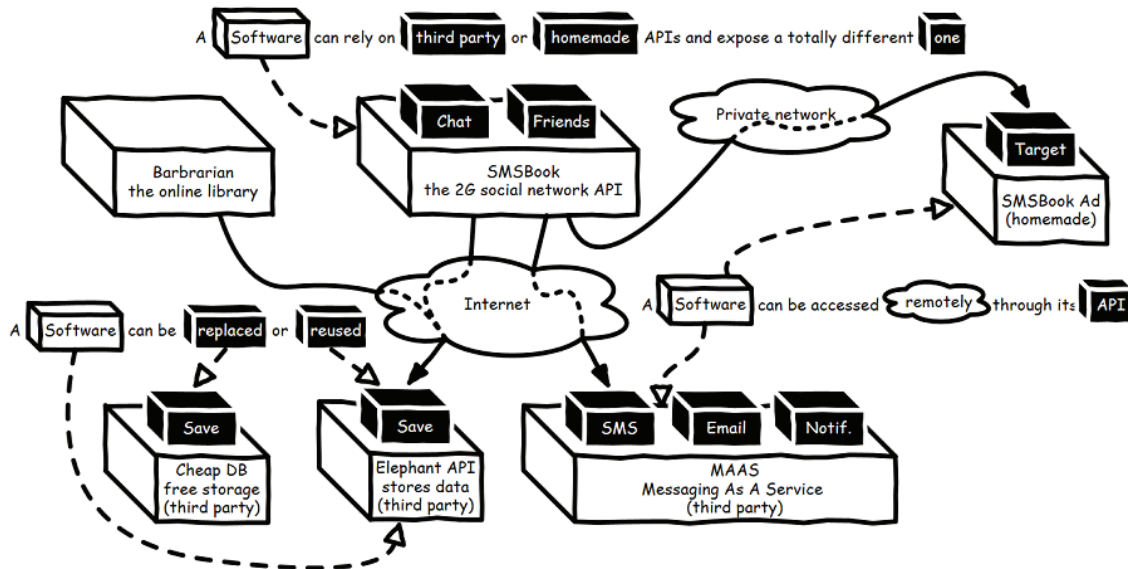 A Software can rely on third party or homemade APIs and expose a totally different one
Chat
Friends
Private network
Target
Barbrarian
the online library
SMSBook
the 2G social network API
SMSBook Ad
(homemade)
Internet
A Software can be accessed remotely through its API
A Software can be replaced or reused
Save
Save
SMS
Email
Notif.
Cheap DB
free storage
(third party)
Elephant API
stores data
(third party)
MAAS
Messaging As A Service
(third party)